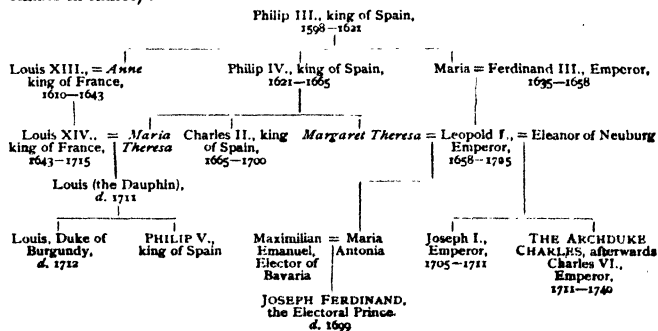 Philip III., king of Spain,
1598–1621
Louis XIII., = Anne
king of France,
1610–1643
Philip IV., king of Spain,
1621–1665
Maria = Ferdinand III., Emperor,
1635–1658
Louis XIV., = Maria
king of France, Theresa
1643–1715
Charles II., king
of Spain,
1665–1700
Margaret Theresa = Leopold I., = Eleanor of Neuburg
Emperor,
1658–1705
Louis (the Dauphin),
d. 1711
Louis, Duke of
Burgundy,
d. 1712
PHILIP V.,
king of Spain
Maximilian = Maria
Emanuel, Antonia
Elector of
Bavaria
Joseph I.,
Emperor,
1705–1711
THE ARCHDUKE
CHARLES, afterwards
Charles VI.,
Emperor,
1711–1740
JOSEPH FERDINAND,
the Electoral Prince.
d. 1699